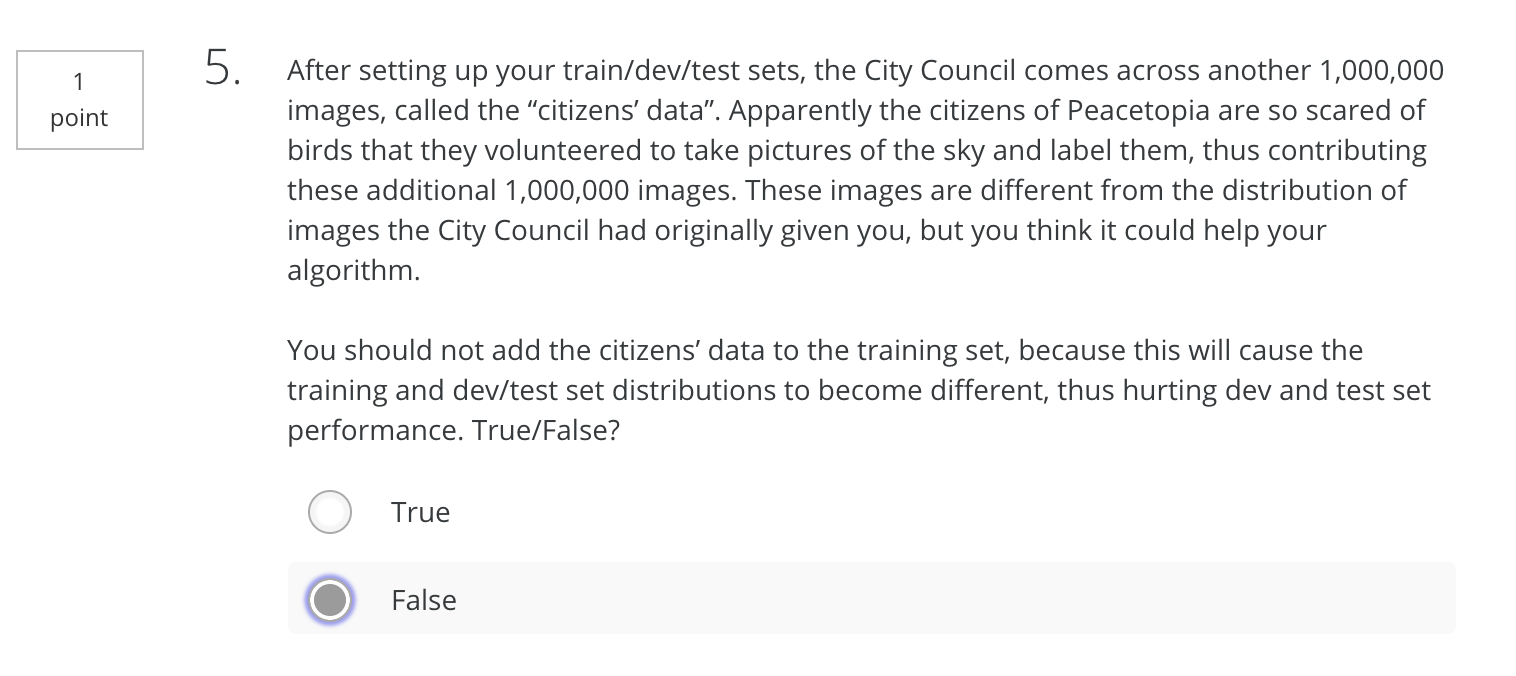 1
point
5.
After setting up your train/dev/test sets, the City Council comes across another 1,000,000
images, called the “citizens’ data”. Apparently the citizens of Peacetopia are so scared of
birds that they volunteered to take pictures of the sky and label them, thus contributing
these additional 1,000,000 images. These images are different from the distribution of
images the City Council had originally given you, but you think it could help your
algorithm.
You should not add the citizens’ data to the training set, because this will cause the
training and dev/test set distributions to become different, thus hurting dev and test set
performance. True/False?
True
False